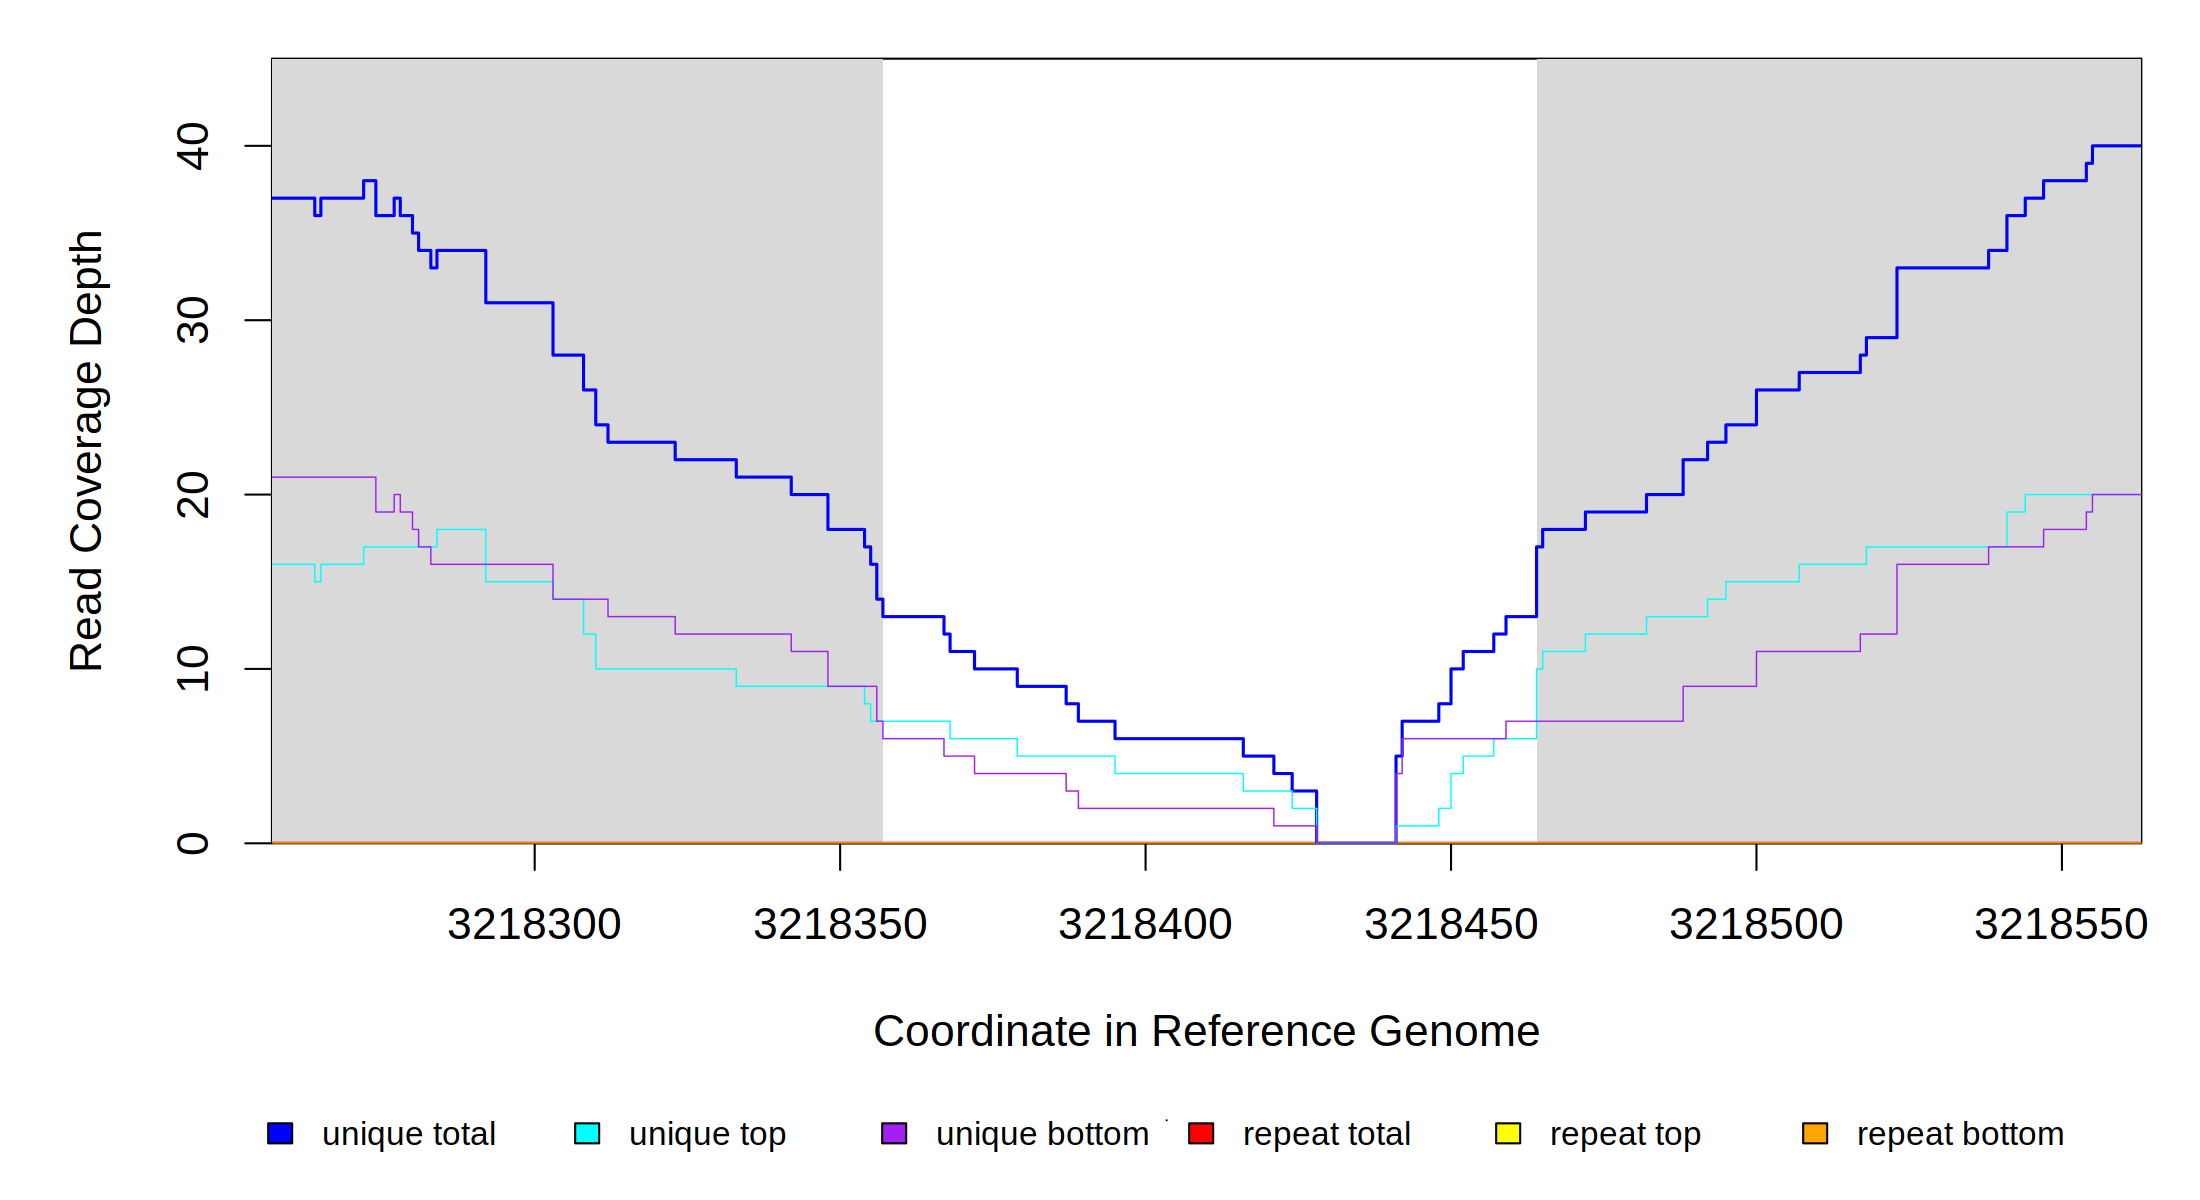 Read Coverage Depth
40
30
20
10
0
3218300 3218350 3218400 3218450 3218500 3218550
Coordinate in Reference Genome
unique total unique top unique bottom repeat total repeat top repeat bottom